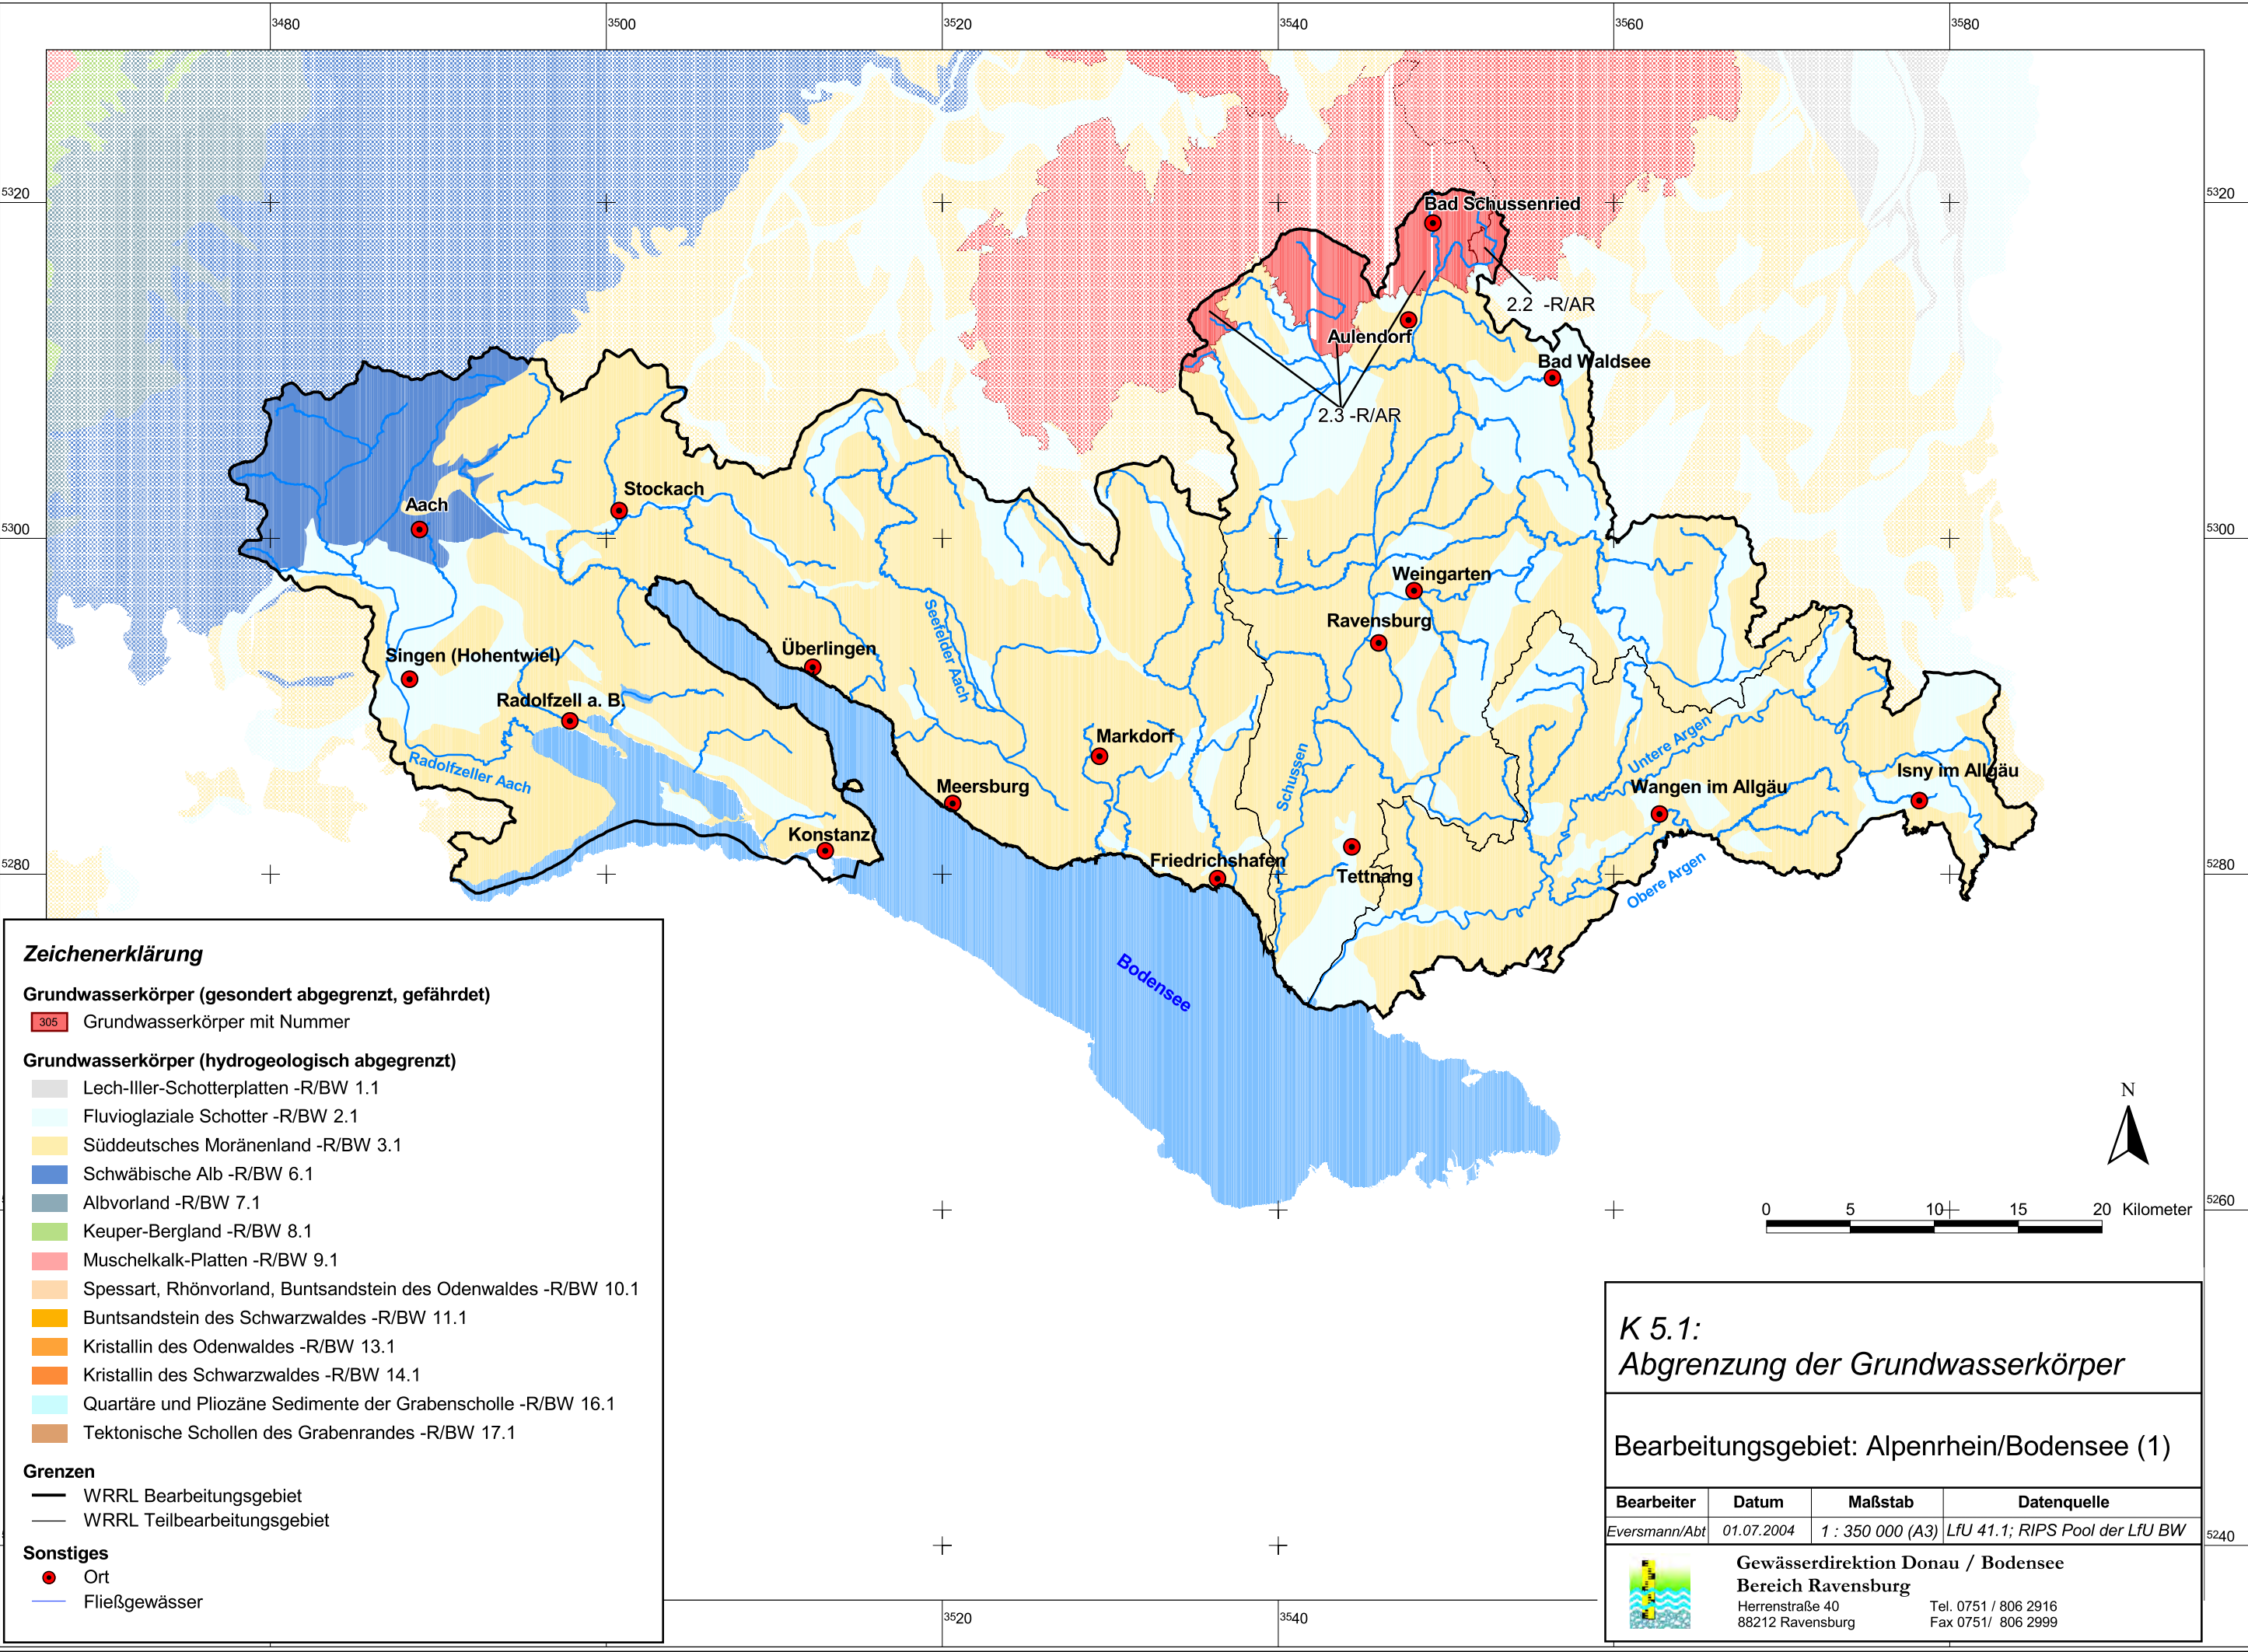 3480 3500 3520 3540 3560 3580
5320 5320
Bad Schussenried
2.2 -R/AR
Aulendorf
Bad Waldsee
2.3 -R/AR
Stockach
Aach
5300 5300
Weingarten
Seefelder Aach
Ravensburg
Überlingen
Singen (Hohentwiel)
Radolfzell a. B.
Markdorf
Untere Argen
Radolfzeller Aach
Schussen
Isny im Allgäu
Meersburg
Wangen im Allgäu
Konstanz
Friedrichshafen
5280 5280
Tettnang
Obere Argen
Bodensee
Zeichenerklärung
Grundwasserkörper (gesondert abgegrenzt, gefährdet)
305 Grundwasserkörper mit Nummer
Grundwasserkörper (hydrogeologisch abgegrenzt)
Lech-Iller-Schotterplatten -R/BW 1.1
Fluvioglaziale Schotter -R/BW 2.1
Süddeutsches Moränenland -R/BW 3.1
Schwäbische Alb -R/BW 6.1
Albvorland -R/BW 7.1
Keuper-Bergland -R/BW 8.1
Muschelkalk-Platten -R/BW 9.1
Spessart, Rhönvorland, Buntsandstein des Odenwaldes -R/BW 10.1
Buntsandstein des Schwarzwaldes -R/BW 11.1
Kristallin des Odenwaldes -R/BW 13.1
Kristallin des Schwarzwaldes -R/BW 14.1
Quartäre und Pliozäne Sedimente der Grabenscholle -R/BW 16.1
Tektonische Schollen des Grabenrandes -R/BW 17.1
Grenzen
WRRL Bearbeitungsgebiet
WRRL Teilbearbeitungsgebiet
Sonstiges
Ort
Fließgewässer
N
0 5 10 15 20 Kilometer
5260
K 5.1:
Abgrenzung der Grundwasserkörper
Bearbeitungsgebiet: Alpenrhein/Bodensee (1)
Bearbeiter Datum Maßstab Datenquelle
Eversmann/Abt 01.07.2004 1 : 350 000 (A3) LfU 41.1; RIPS Pool der LfU BW
5240
Gewässerdirektion Donau / Bodensee
Bereich Ravensburg
Herrenstraße 40 Tel. 0751 / 806 2916
88212 Ravensburg Fax 0751/ 806 2999
3520 3540